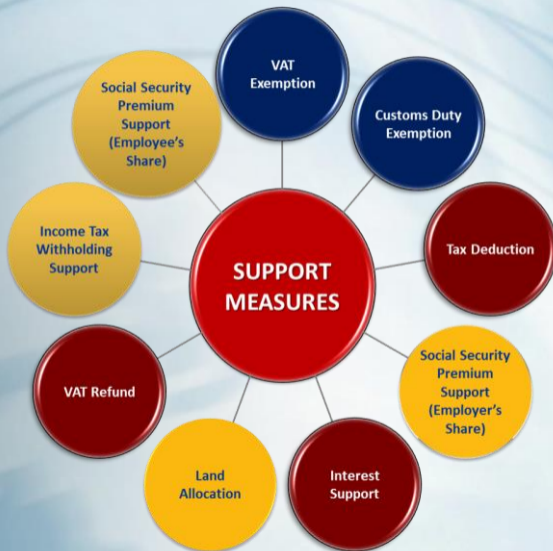 VAT
Exemption
Customs Duty
Exemption
Tax Deduction
Social Security
Premium
Support
(Employer's
Share)
Interest
Support
Land
Allocation
VAT Refund
Income Tax
Withholding
Support
Social Security
Premium
Support
(Employee's
Share)
SUPPORT
MEASURES